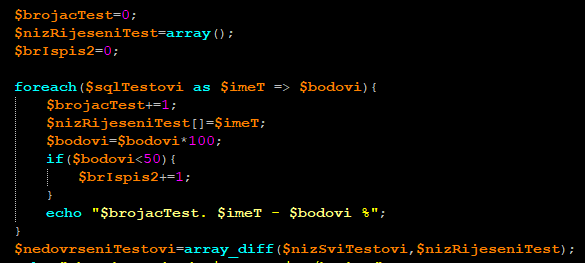 $brojacTest=0;
$nizRijeseniTest=array();
$brIspis2=0;
foreach($sqlTestovi as $imeT => $bodovi){
$brojacTest+=1;
$nizRijeseniTest[]=$imeT;
$bodovi=$bodovi*100;
if($bodovi<50){
$brIspis2+=1;
}
echo "$brojacTest. $imeT - $bodovi %";
}
$nedovrseniTestovi=array_diff($nizSviTestovi,$nizRijeseniTest);